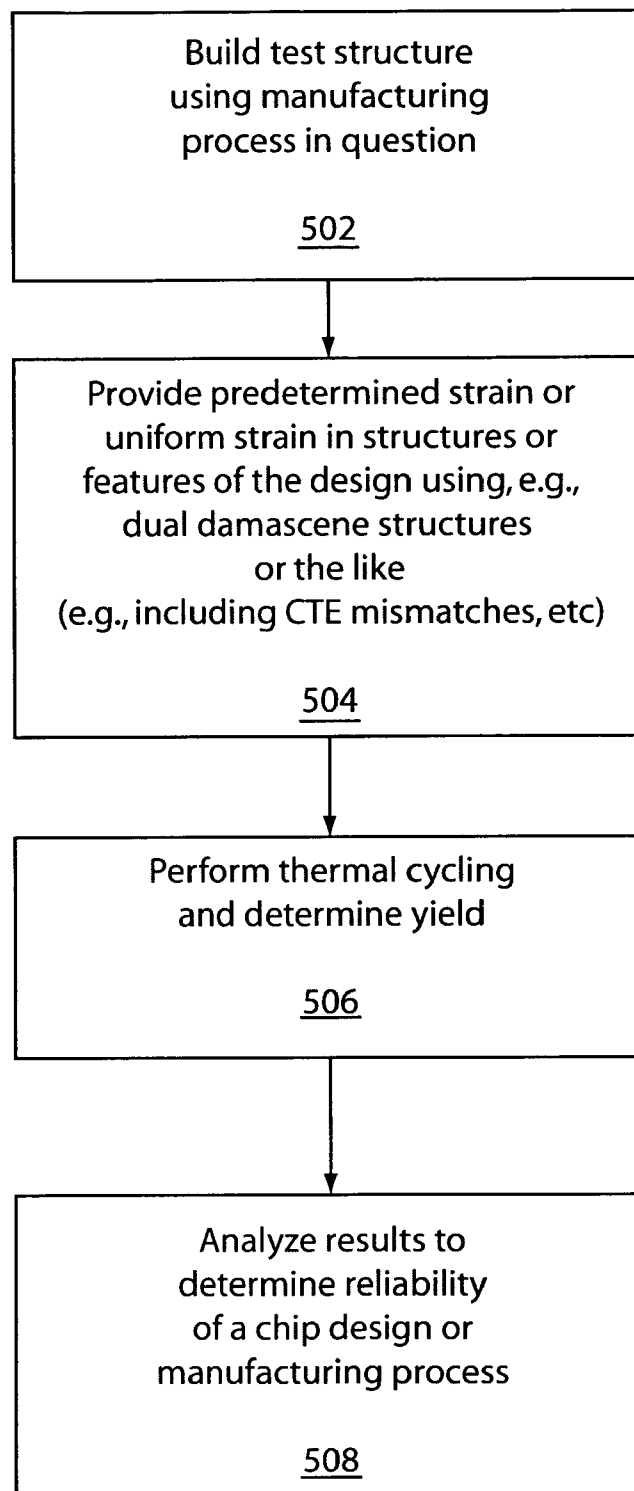 Build test structure
using manufacturing
process in question
502
Provide predetermined strain or
uniform strain in structures or
features of the design using, e.g.,
dual damascene structures
or the like
(e.g., including CTE mismatches, etc)
504
Perform thermal cycling
and determine yield
506
Analyze results to
determine reliability
of a chip design or
manufacturing process
508